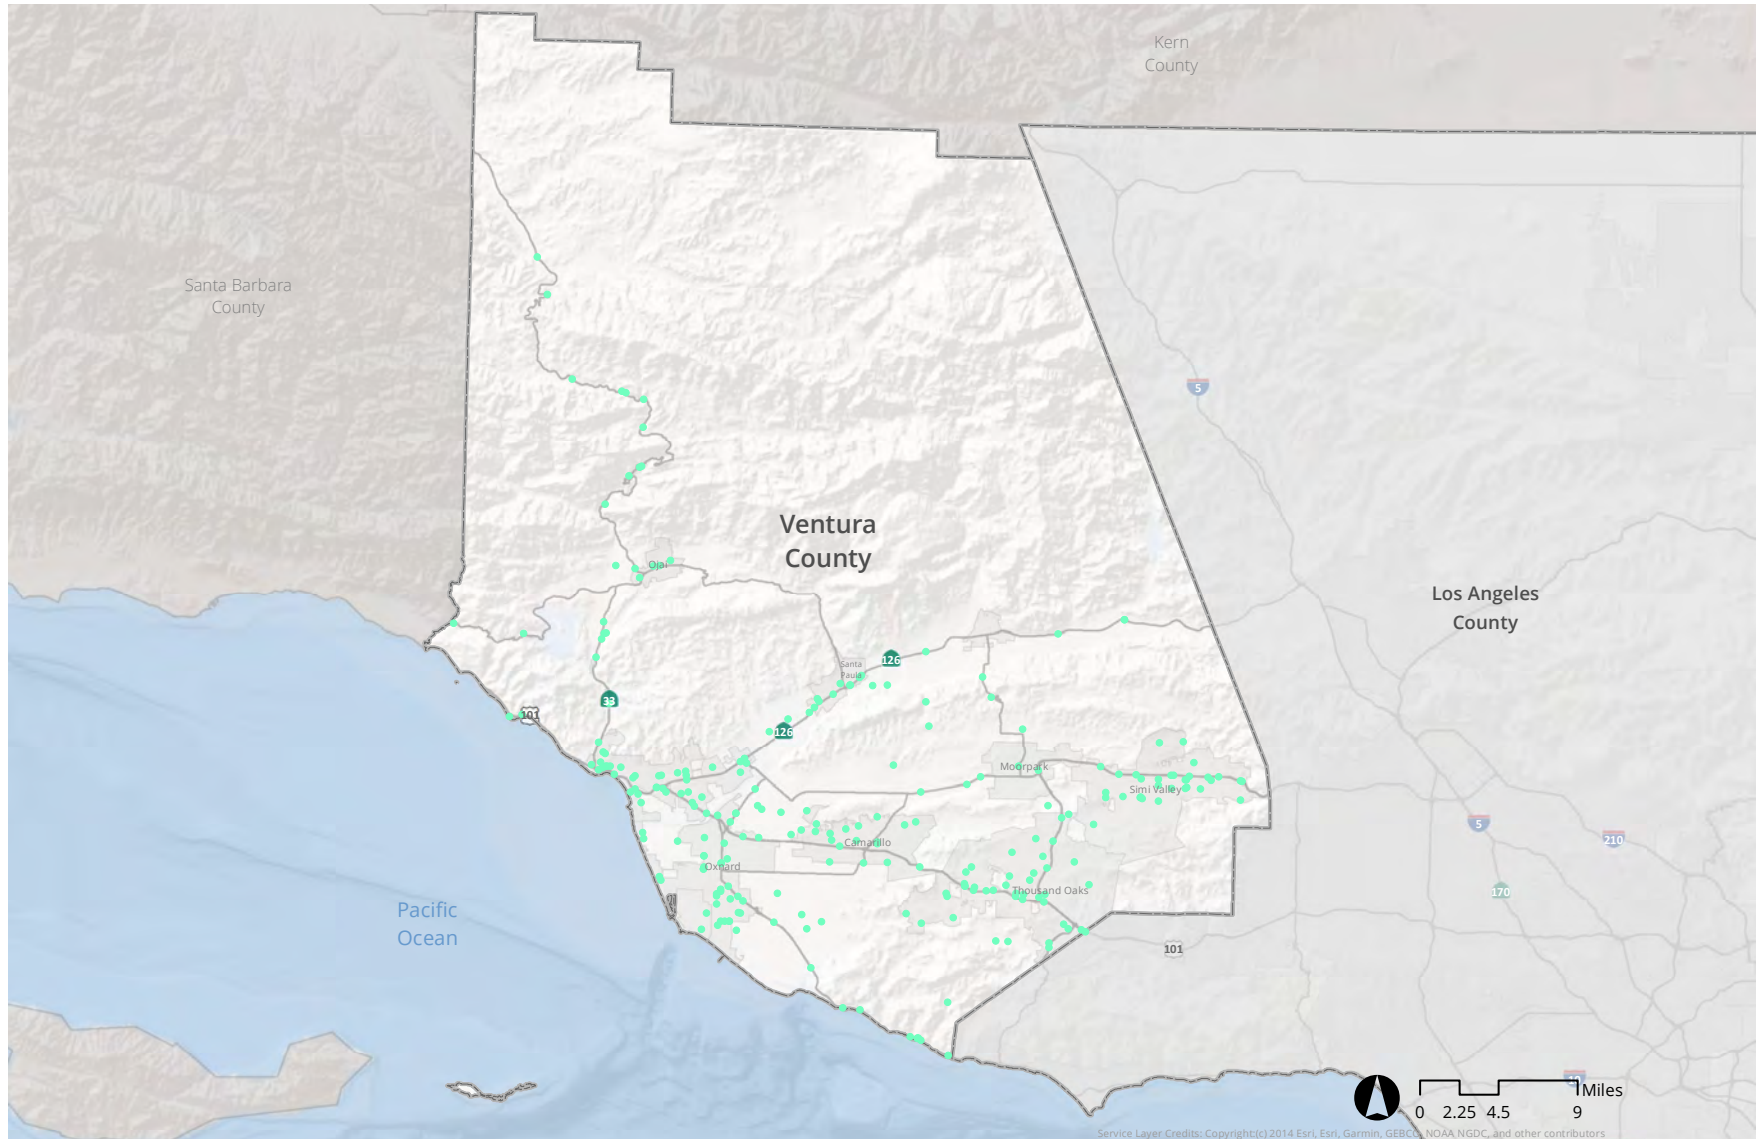 Kern
County
Santa Barbara
County
5
Ventura
County
Ojai
Los Angeles
County
Santa
Paula
126
33
101
126
Moorpark
Simi Valley
5
210
Camarillo
Oxnard
Thousand Oaks
170
Pacific
Ocean
101
10
Miles
0 2.25 4.5 9
Service Layer Credits: Copyright:(c) 2014 Esri, Esri, Garmin, GEBCO, NOAA NGDC, and other contributors